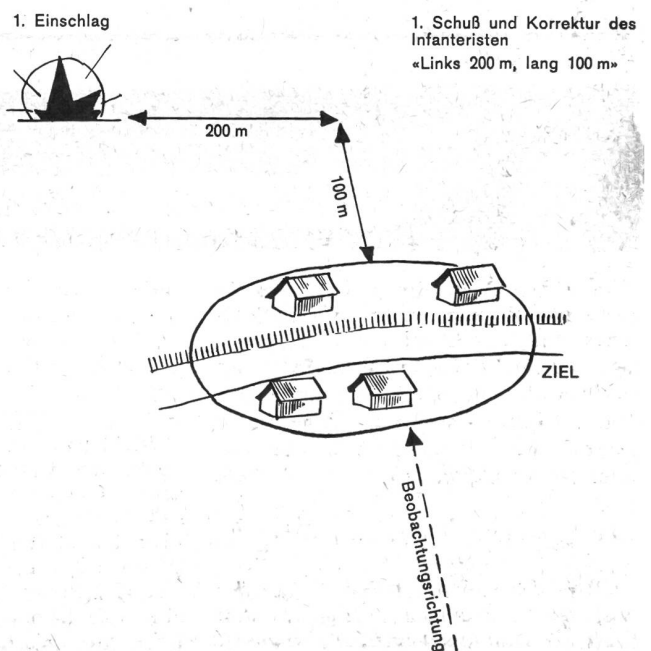 1. Einschlag
1. Schuß und Korrektur des
Infanteristen
«Links 200 m, lang 100 m»
200 m
100 m
ZIEL
Beobachtungsrichtung